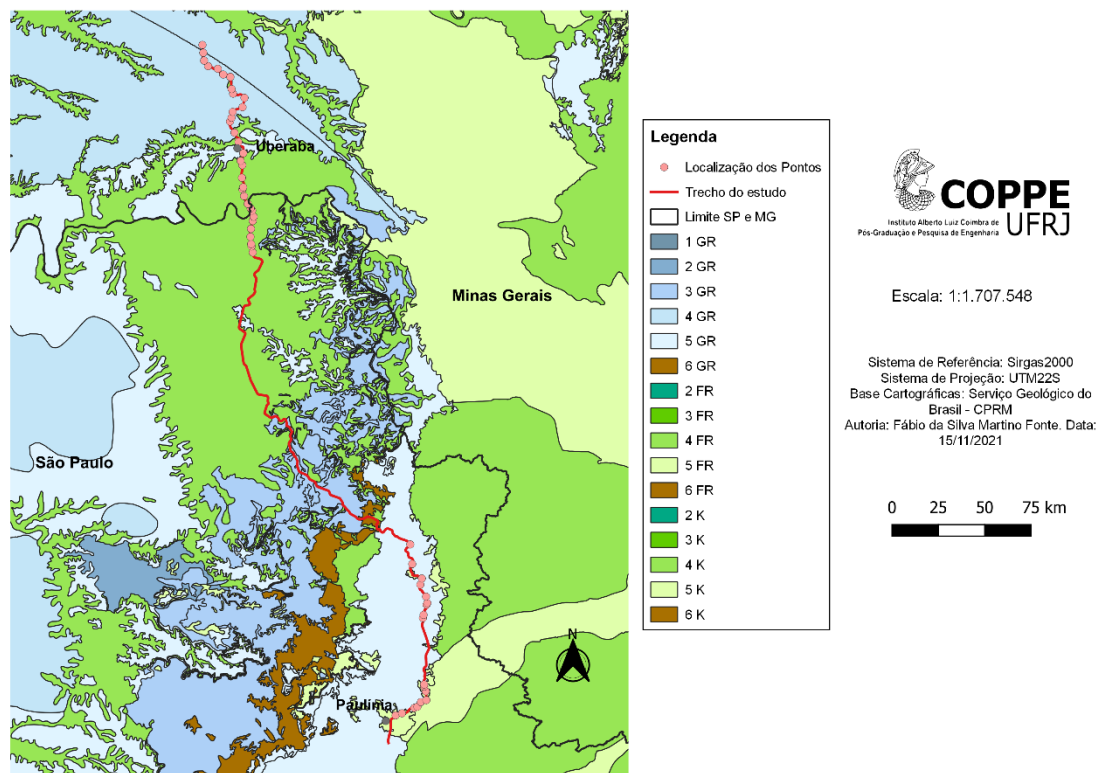 Uberaba
Minas Gerais
São Paulo
Paulínia
N
Legenda
Localização dos Pontos
Trecho do estudo
Limite SP e MG
1 GR
2 GR
3 GR
4 GR
5 GR
6 GR
2 FR
3 FR
4 FR
5 FR
6 FR
2 K
3 K
4 K
5 K
6 K
COPPE
UFRJ
Instituto Alberto Luiz Coimbra de
Pós-Graduação e Pesquisa de Engenharia
Escala: 1:1.707.548
Sistema de Referência: Sirgas2000
Sistema de Projeção: UTM22S
Base Cartográficas: Serviço Geológico do
Brasil - CPRM
Autoria: Fábio da Silva Martino Fonte. Data:
15/11/2021
0 25 50 75 km